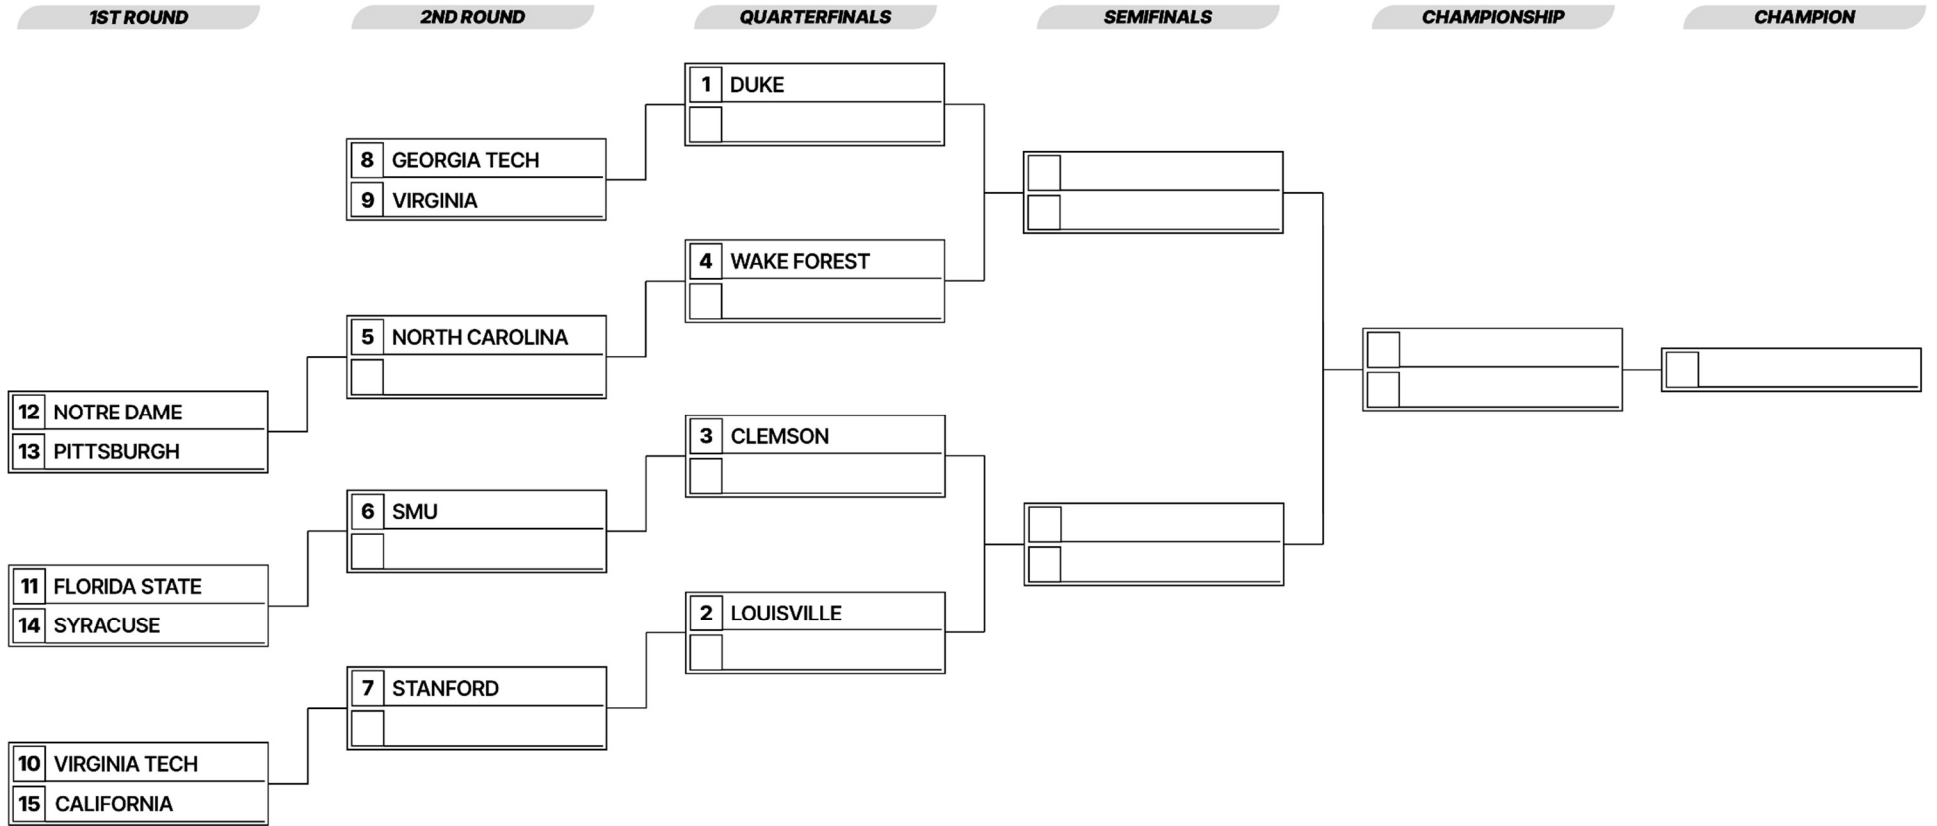 1ST ROUND
2ND ROUND
QUARTERFINALS
SEMIFINALS
CHAMPIONSHIP
CHAMPION
12 NOTRE DAME
13 PITTSBURGH
11 FLORIDA STATE
14 SYRACUSE
10 VIRGINIA TECH
15 CALIFORNIA
8 GEORGIA TECH
9 VIRGINIA
5 NORTH CAROLINA
6 SMU
7 STANFORD
1 DUKE
4 WAKE FOREST
3 CLEMSON
2 LOUISVILLE